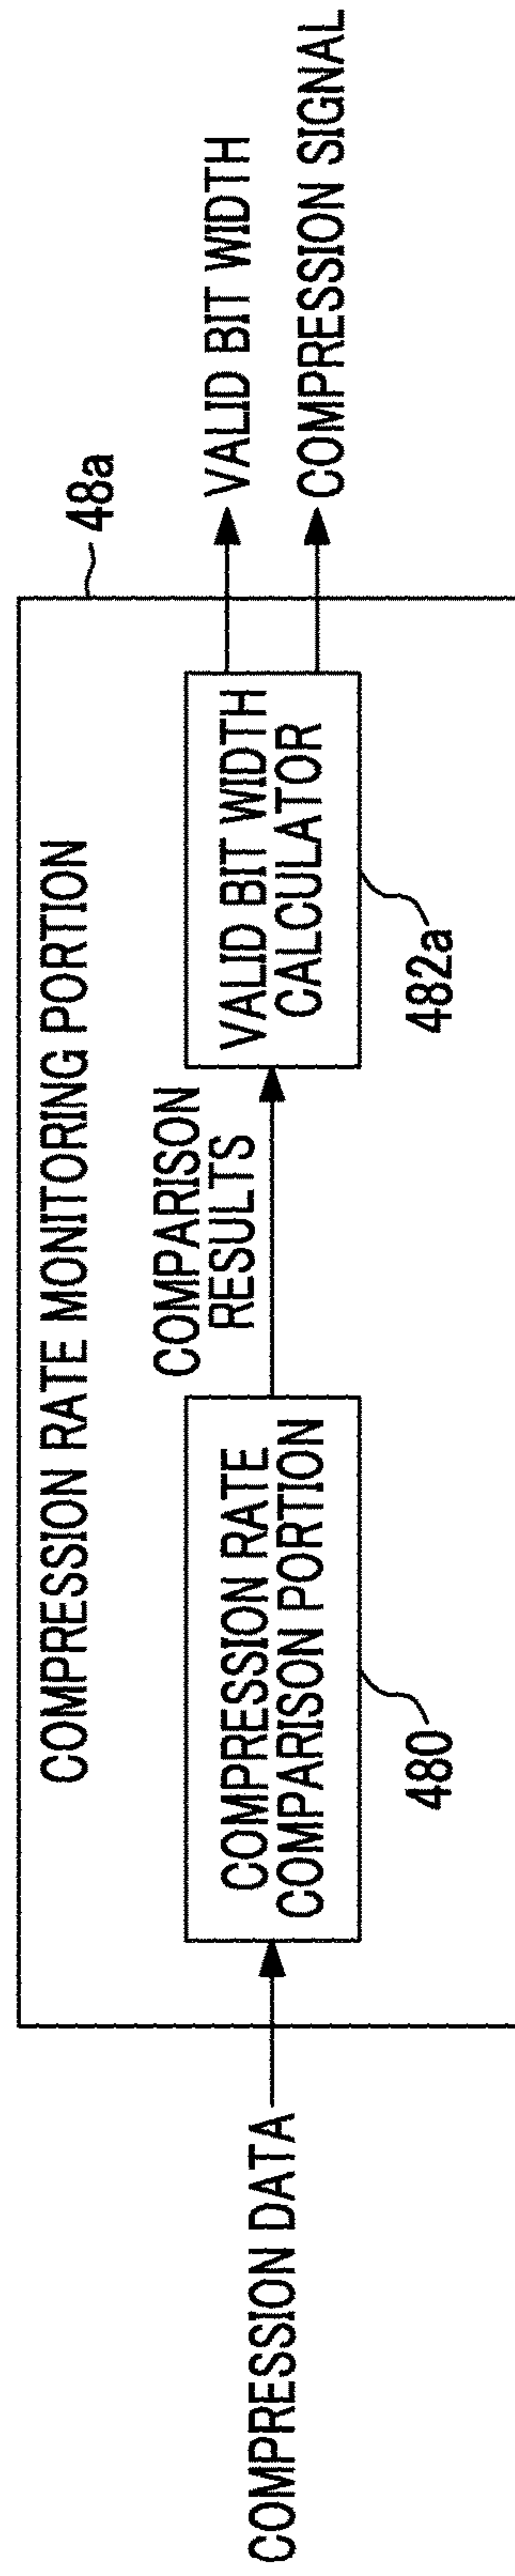 COMPRESSION RATE MONITORING PORTION
48a
COMPRESSION DATA
COMPRESSION RATE
COMPARISON PORTION
480
COMPARISON
RESULTS
VALID BIT WIDTH
CALCULATOR
482a
VALID BIT WIDTH
COMPRESSION SIGNAL